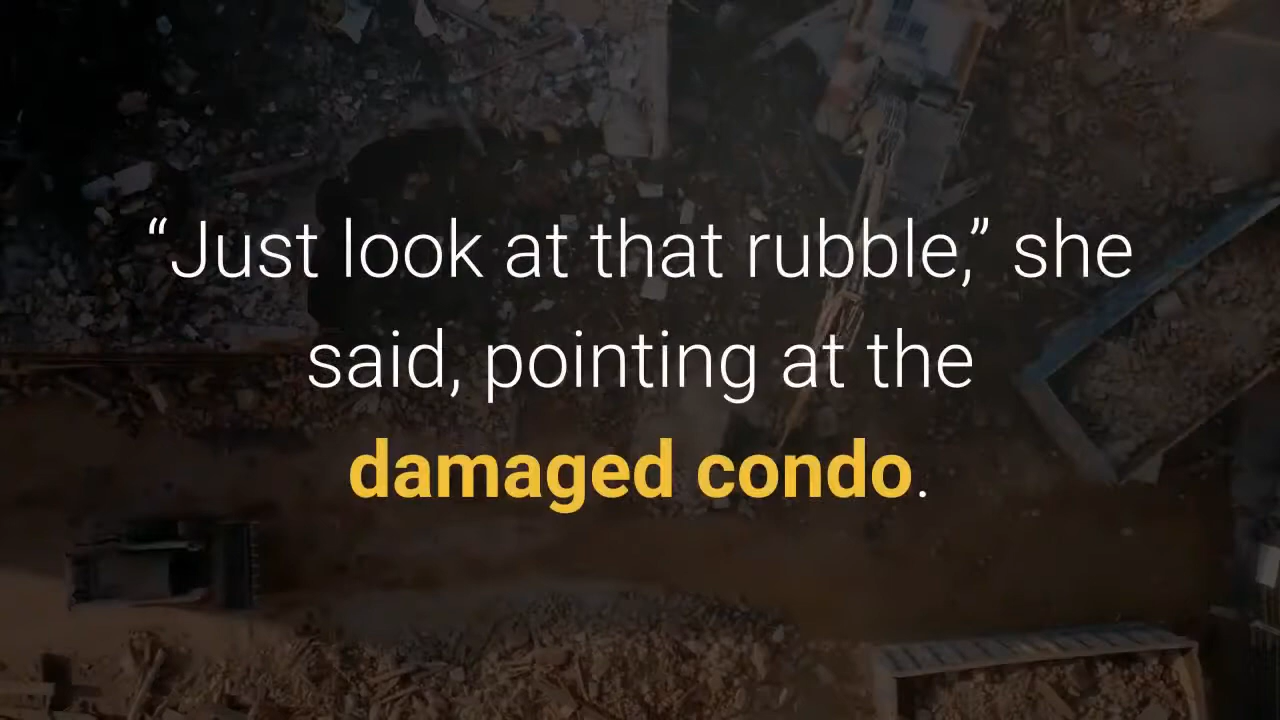 “Just look at that rubble,” she
said, pointing at the
damaged condo.